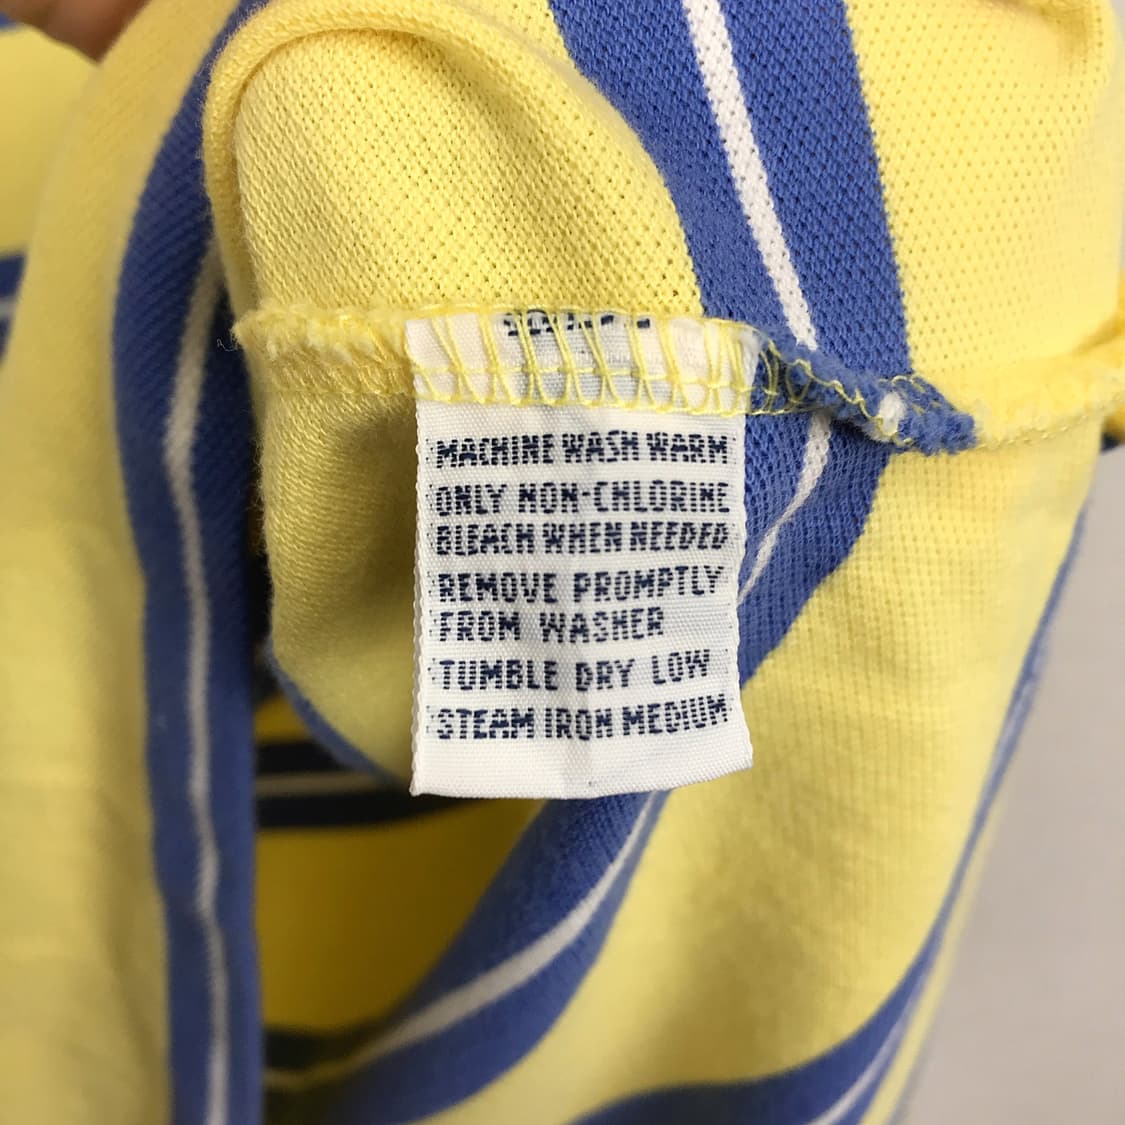 MACHINE WASH WARM
ONLY NON-CHLORINE
BLEACH WHEN NEEDED
REMOVE PROMPTLY
FROM WASHER
TUMBLE DRY LOW
STEAM IRON MEDIUM